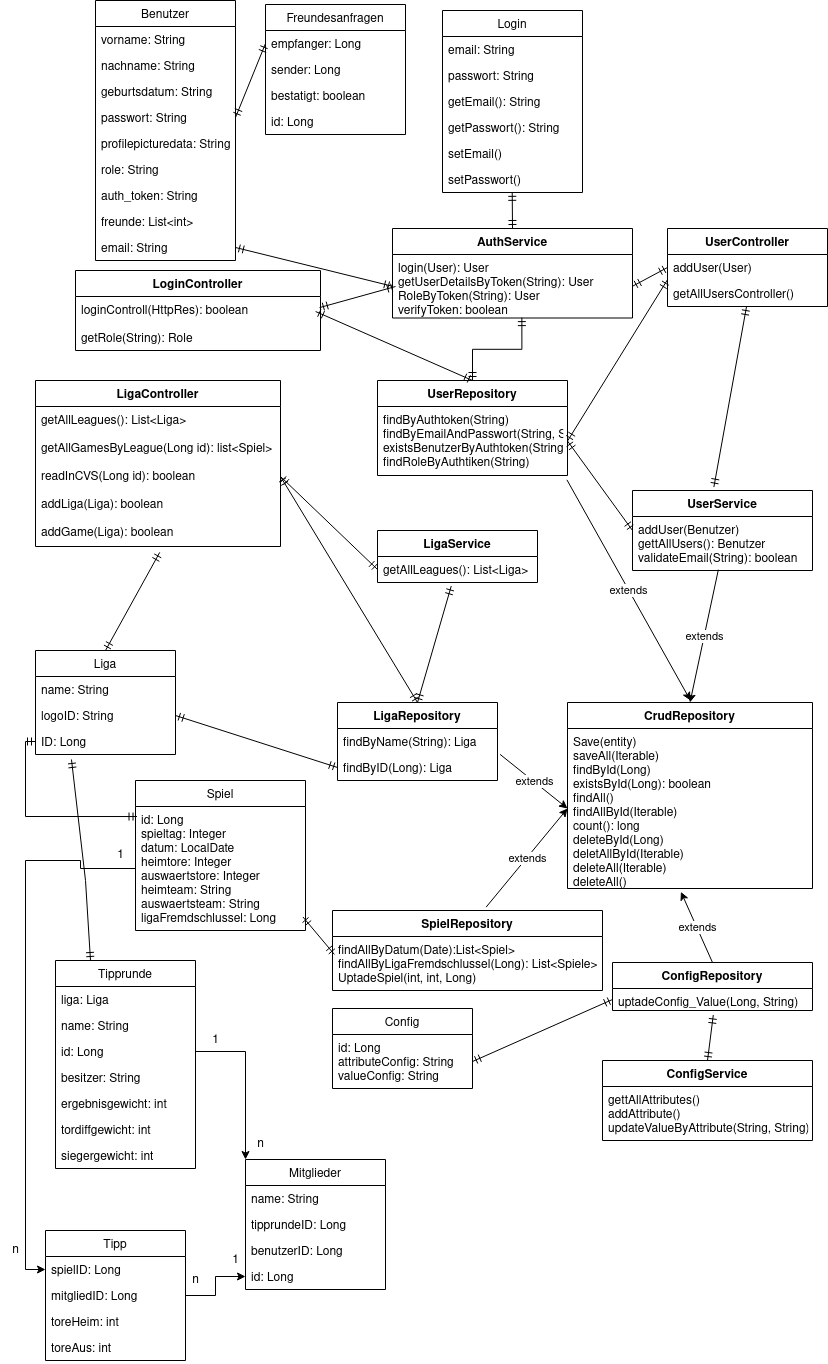 Benutzer
vorname: String
nachname: String
geburtsdatum: String
passwort: String
profilepicturedata: String
role: String
auth_token: String
freunde: List<int>
email: String
Freundesanfragen
empfanger: Long
sender: Long
bestatigt: boolean
id: Long
Login
email: String
passwort: String
getEmail(): String
getPasswort(): String
setEmail()
setPasswort()
AuthService
login(User): User
getUserDetailsByToken(String): User
RoleByToken(String): User
verifyToken: boolean
UserController
addUser(User)
getAllUsersController()
LoginController
loginControll(HttpRes): boolean
getRole(String): Role
LigaController
getAllLeagues(): List<Liga>
getAllGamesByLeague(Long id): list<Spiel>
readInCVS(Long id): boolean
addLiga(Liga): boolean
addGame(Liga): boolean
UserRepository
findByAuthtoken(String)
findByEmailAndPasswort(String, S
existsBenutzerByAuthtoken(String
findRoleByAuthtiken(String)
UserService
addUser(Benutzer)
gettAllUsers(): Benutzer
validateEmail(String): boolean
LigaService
getAllLeagues(): List<Liga>
extends
extends
Liga
name: String
logoID: String
ID: Long
LigaRepository
findByName(String): Liga
findByID(Long): Liga
CrudRepository
Save(entity)
saveAll(Iterable)
findById(Long)
existsById(Long): boolean
findAll()
findAllById(Iterable)
count(): long
deleteById(Long)
deletAllById(Iterable)
deleteAll(Iterable)
deleteAll()
extends
extends
extends
Spiel
id: Long
spieltag: Integer
datum: LocalDate
heimtore: Integer
auswaertstore: Integer
heimteam: String
auswaertsteam: String
ligaFremdschlussel: Long
1
SpielRepository
findAllByDatum(Date):List<Spiel>
findAllByLigaFremdschlussel(Long): List<Spiele>
UptadeSpiel(int, int, Long)
ConfigRepository
uptadeConfig_Value(Long, String)
Config
id: Long
attributeConfig: String
valueConfig: String
ConfigService
gettAllAttributes()
addAttribute()
updateValueByAttribute(String, String)
Tipprunde
liga: Liga
name: String
id: Long
besitzer: String
ergebnisgewicht: int
tordiffgewicht: int
siegergewicht: int
1
n
Mitglieder
name: String
tipprundeID: Long
benutzerID: Long
id: Long
n
Tipp
spielID: Long
mitgliedID: Long
toreHeim: int
toreAus: int
n
1